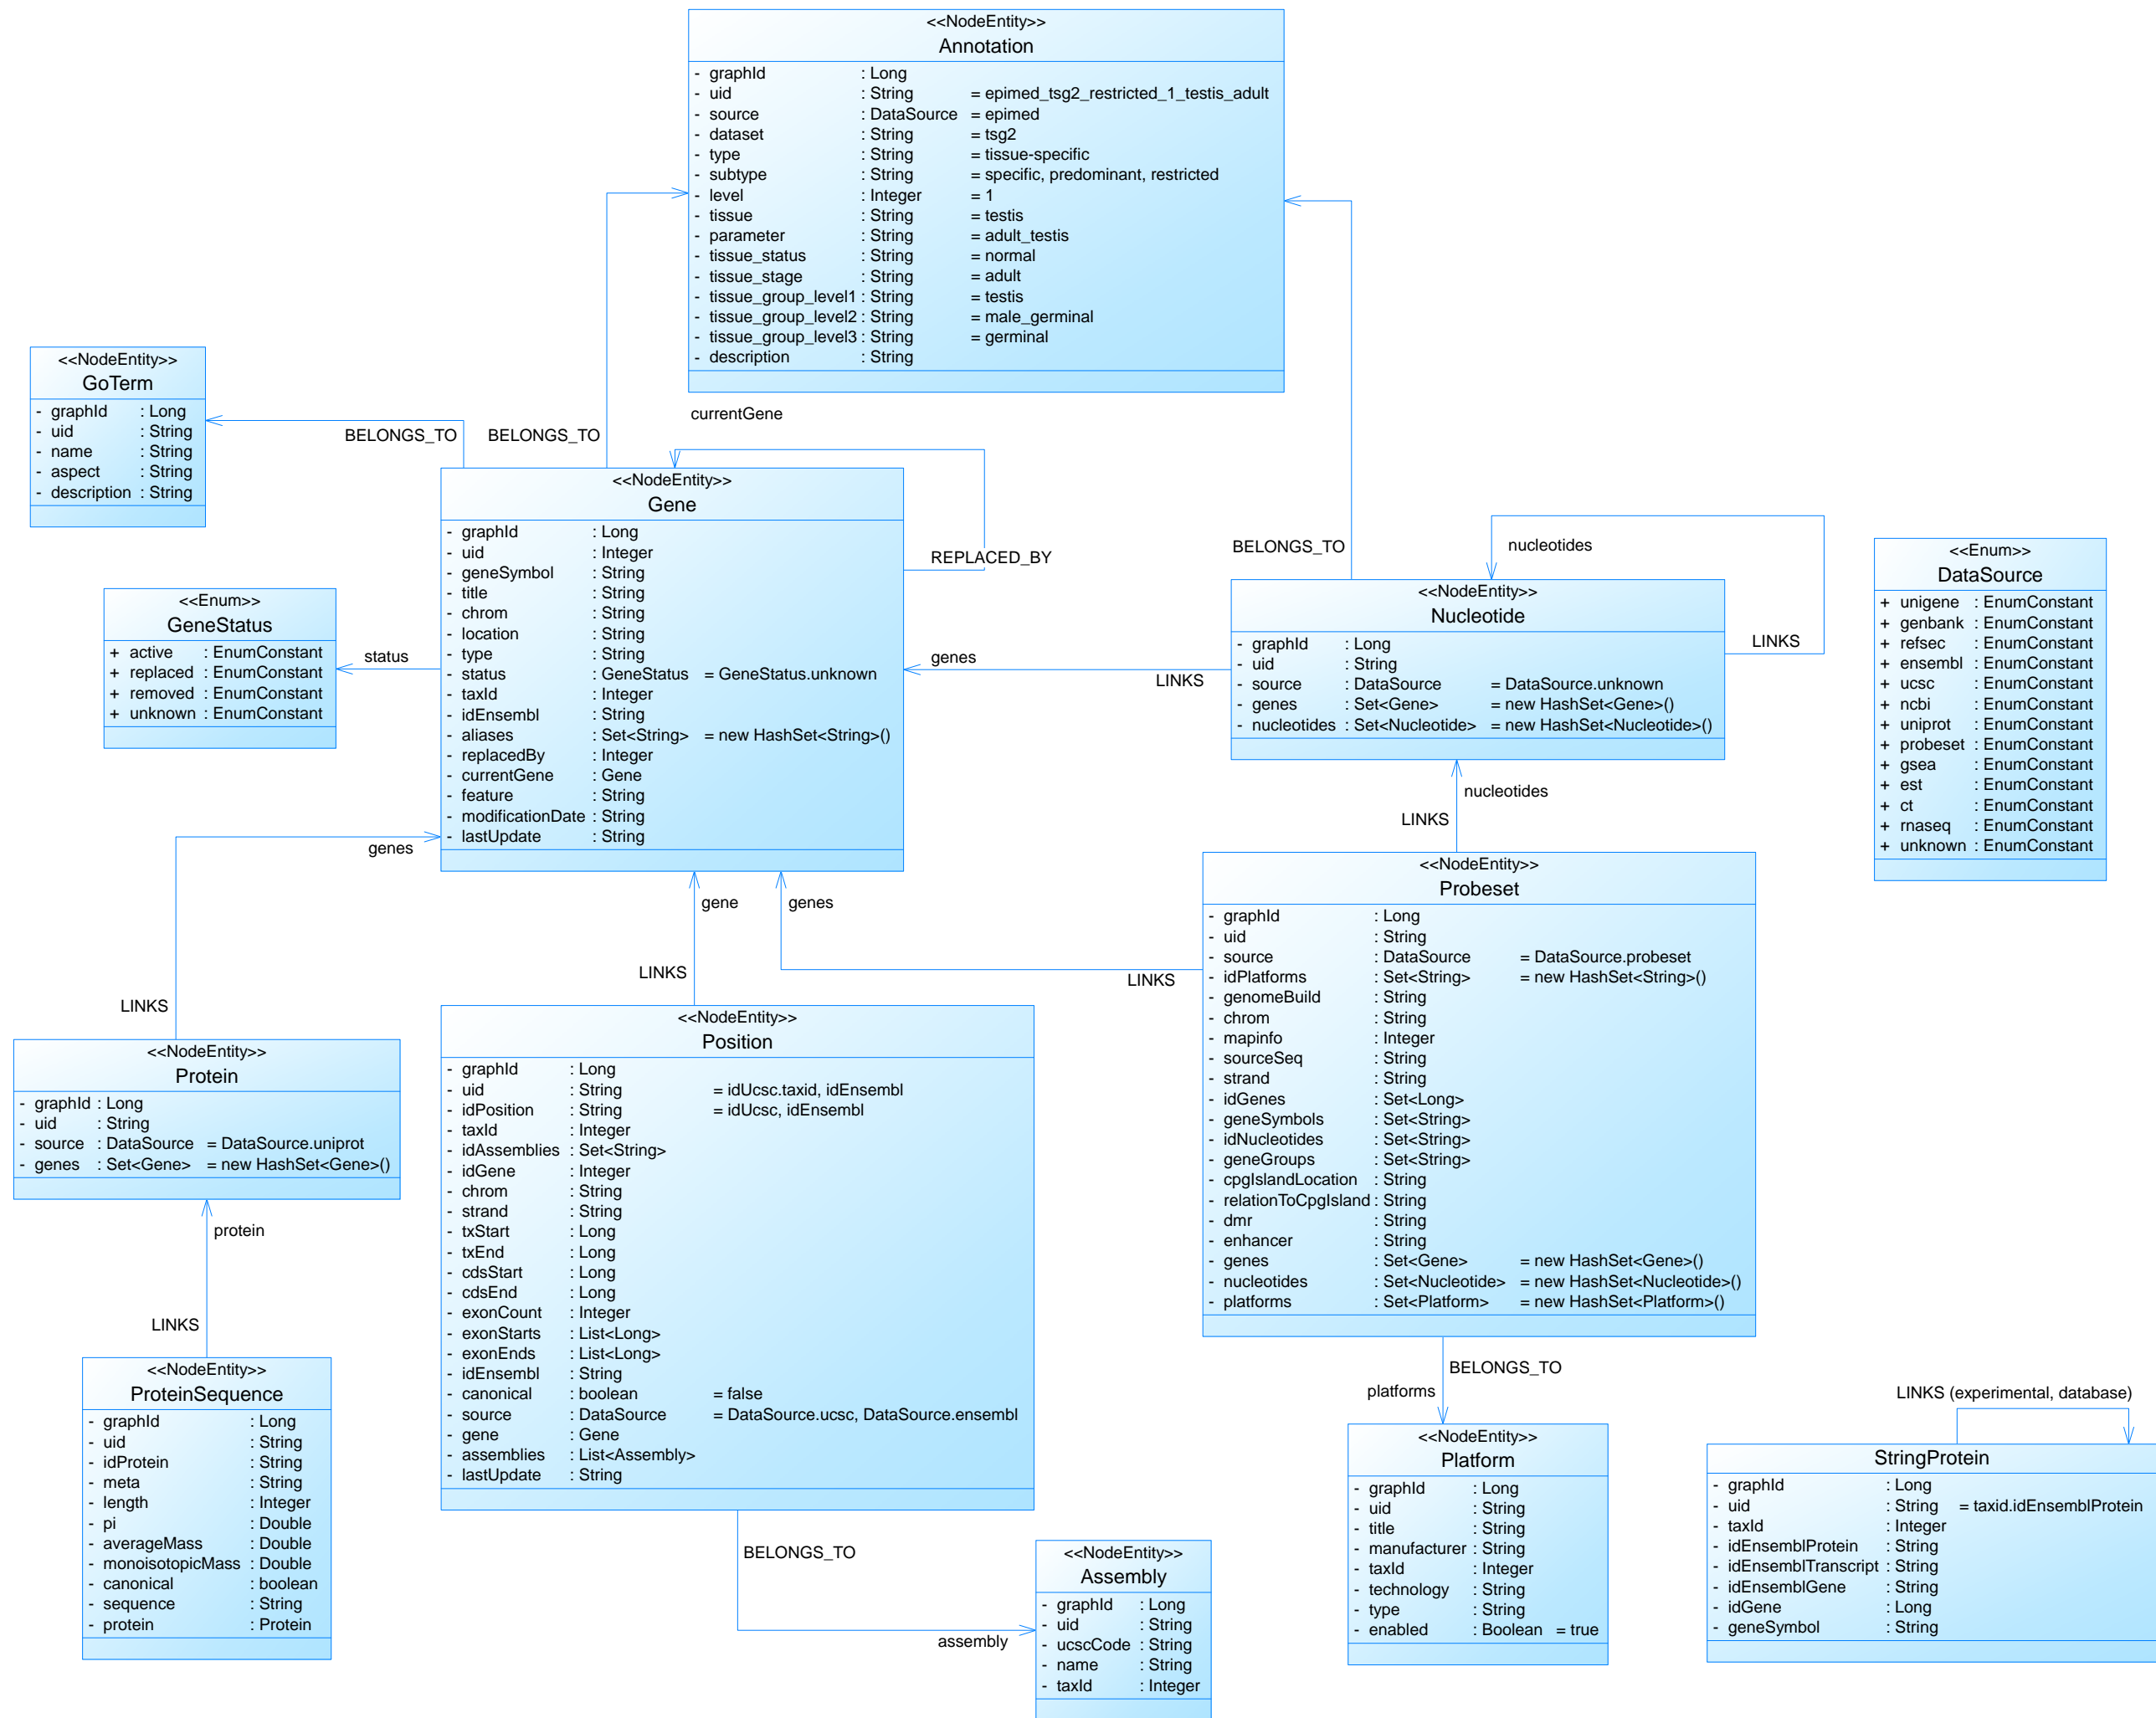 <<NodeEntity>>
Annotation
- graphId : Long
- uid : String = epimed_tsg2_restricted_1_testis_adult
- source : DataSource = epimed
- dataset : String = tsg2
- type : String = tissue-specific
- subtype : String = specific, predominant, restricted
- level : Integer = 1
- tissue : String = testis
- parameter : String = adult_testis
- tissue_status : String = normal
- tissue_stage : String = adult
- tissue_group_level1 : String = testis
- tissue_group_level2 : String = male_germinal
- tissue_group_level3 : String = germinal
- description : String
<<NodeEntity>>
GoTerm
- graphId : Long
- uid : String
- name : String
- aspect : String
- description : String
BELONGS_TO
BELONGS_TO
currentGene
REPLACED_BY
<<NodeEntity>>
Gene
- graphId : Long
- uid : Integer
- geneSymbol : String
- title : String
- chrom : String
- location : String
- type : String
- status : GeneStatus = GeneStatus.unknown
- taxId : Integer
- idEnsembl : String
- aliases : Set<String> = new HashSet<String>()
- replacedBy : Integer
- currentGene : Gene
- feature : String
- modificationDate : String
- lastUpdate : String
<<Enum>>
GeneStatus
+ active : EnumConstant
+ replaced : EnumConstant
+ removed : EnumConstant
+ unknown : EnumConstant
status
BELONGS_TO
nucleotides
LINKS
<<NodeEntity>>
Nucleotide
- graphId : Long
- uid : String
- source : DataSource = DataSource.unknown
- genes : Set<Gene> = new HashSet<Gene>()
- nucleotides : Set<Nucleotide> = new HashSet<Nucleotide>()
genes
LINKS
<<Enum>>
DataSource
+ unigene : EnumConstant
+ genbank : EnumConstant
+ refsec : EnumConstant
+ ensembl : EnumConstant
+ ucsc : EnumConstant
+ ncbi : EnumConstant
+ uniprot : EnumConstant
+ probeset : EnumConstant
+ gsea : EnumConstant
+ est : EnumConstant
+ ct : EnumConstant
+ rnaseq : EnumConstant
+ unknown : EnumConstant
nucleotides
LINKS
genes
LINKS
gene
LINKS
genes
LINKS
<<NodeEntity>>
Probeset
- graphId : Long
- uid : String
- source : DataSource = DataSource.probeset
- idPlatforms : Set<String> = new HashSet<String>()
- genomeBuild : String
- chrom : String
- mapinfo : Integer
- sourceSeq : String
- strand : String
- idGenes : Set<Long>
- geneSymbols : Set<String>
- idNucleotides : Set<String>
- geneGroups : Set<String>
- cpgIslandLocation : String
- relationToCpgIsland : String
- dmr : String
- enhancer : String
- genes : Set<Gene> = new HashSet<Gene>()
- nucleotides : Set<Nucleotide> = new HashSet<Nucleotide>()
- platforms : Set<Platform> = new HashSet<Platform>()
<<NodeEntity>>
Protein
- graphId : Long
- uid : String
- source : DataSource = DataSource.uniprot
- genes : Set<Gene> = new HashSet<Gene>()
protein
LINKS
<<NodeEntity>>
Position
- graphId : Long
- uid : String = idUcsc.taxid, idEnsembl
- idPosition : String = idUcsc, idEnsembl
- taxId : Integer
- idAssemblies : Set<String>
- idGene : Integer
- chrom : String
- strand : String
- txStart : Long
- txEnd : Long
- cdsStart : Long
- cdsEnd : Long
- exonCount : Integer
- exonStarts : List<Long>
- exonEnds : List<Long>
- idEnsembl : String
- canonical : boolean = false
- source : DataSource = DataSource.ucsc, DataSource.ensembl
- gene : Gene
- assemblies : List<Assembly>
- lastUpdate : String
<<NodeEntity>>
ProteinSequence
- graphId : Long
- uid : String
- idProtein : String
- meta : String
- length : Integer
- pi : Double
- averageMass : Double
- monoisotopicMass : Double
- canonical : boolean
- sequence : String
- protein : Protein
BELONGS_TO
assembly
<<NodeEntity>>
Assembly
- graphId : Long
- uid : String
- ucscCode : String
- name : String
- taxId : Integer
BELONGS_TO
platforms
<<NodeEntity>>
Platform
- graphId : Long
- uid : String
- title : String
- manufacturer : String
- taxId : Integer
- technology : String
- type : String
- enabled : Boolean = true
LINKS (experimental, database)
StringProtein
- graphId : Long
- uid : String = taxid.idEnsemblProtein
- taxId : Integer
- idEnsemblProtein : String
- idEnsemblTranscript : String
- idEnsemblGene : String
- idGene : Long
- geneSymbol : String